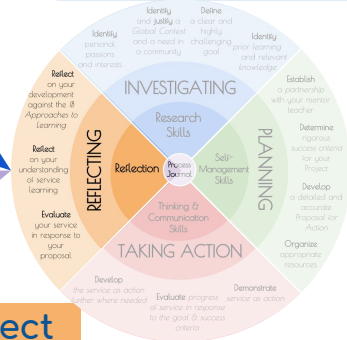 Identify
and justify a
Global Context
and a need in
a community
Define
a clear and
highly
challenging
goal
Identify
personal
passions
and interests
Identify
prior learning
and relevant
knowledge
INVESTIGATING
Research
Skills
Reflect
on your
development
against the IB
Approaches to
Learning
Reflect
on your
understanding
of service
learning
Evaluate
your service
in response to
your
proposal
REFLECTING
Reflection
Process
Journal
Self-
Management
Skills
PLANNING
Establish
a partnership
with your mentor
teacher
Determine
rigorous
success criteria
for your
Project
Develop
a detailed and
accurate
Proposal for
Action
Organize
appropriate
resources
Thinking &
Communication
Skills
TAKING ACTION
Develop
the service as action
further where needed
Evaluate progress
of service in response
to the goal & success
criteria
Demonstrate
service as action
ect